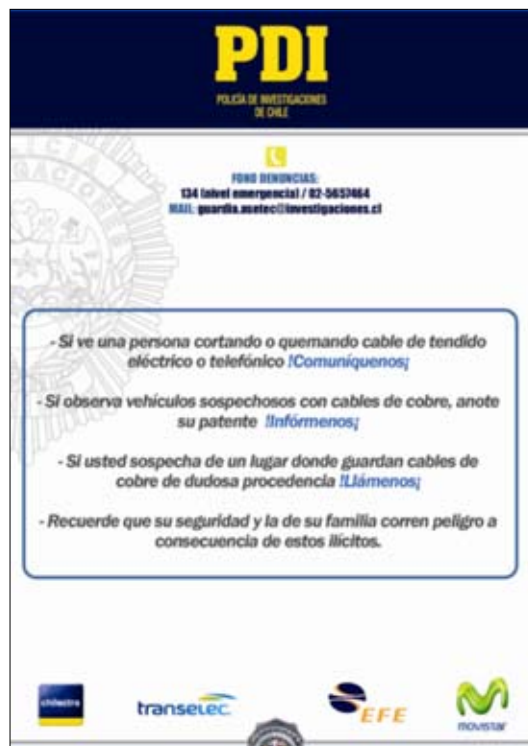 PDI
POLICÍA DE INVESTIGACIONES
DE CHILE
FONO DENUNCIAS:
134 (nivel emergencia) / 02-5657464
MAIL: guardia.asetec@investigaciones.cl
- Si ve una persona cortando o quemando cable de tendido
eléctrico o telefónico !Comuníquenos¡
- Si observa vehículos sospechosos con cables de cobre, anote
su patente !Infórmenos¡
- Si usted sospecha de un lugar donde guardan cables de
cobre de dudosa procedencia !Llámenos¡
- Recuerde que su seguridad y la de su familia corren peligro a
consecuencia de estos ilícitos.
chilectra
transelec
EFE
movistar